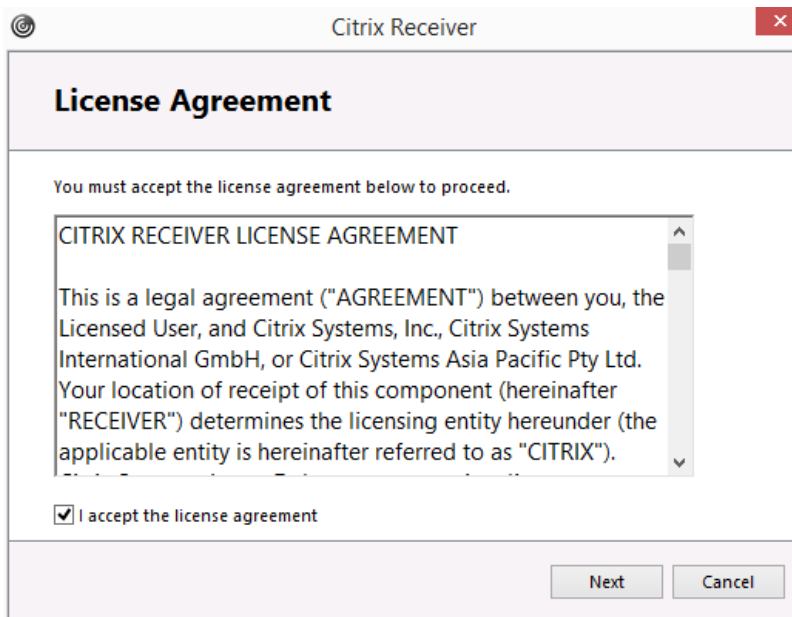 Citrix Receiver
License Agreement
You must accept the license agreement below to proceed.
CITRIX RECEIVER LICENSE AGREEMENT
This is a legal agreement ("AGREEMENT") between you, the
Licensed User, and Citrix Systems, Inc., Citrix Systems
International GmbH, or Citrix Systems Asia Pacific Pty Ltd.
Your location of receipt of this component (hereinafter
"RECEIVER") determines the licensing entity hereunder (the
applicable entity is hereinafter referred to as "CITRIX").
I accept the license agreement
Next
Cancel